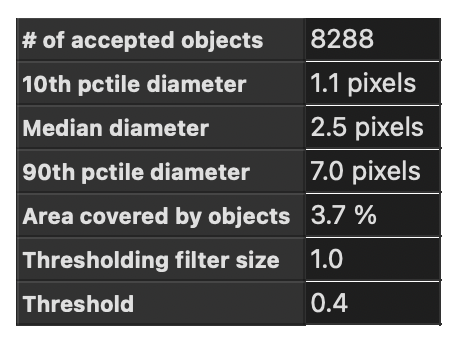 # of accepted objects 8288
10th pctile diameter 1.1 pixels
Median diameter 2.5 pixels
90th pctile diameter 7.0 pixels
Area covered by objects 3.7 %
Thresholding filter size 1.0
Threshold 0.4